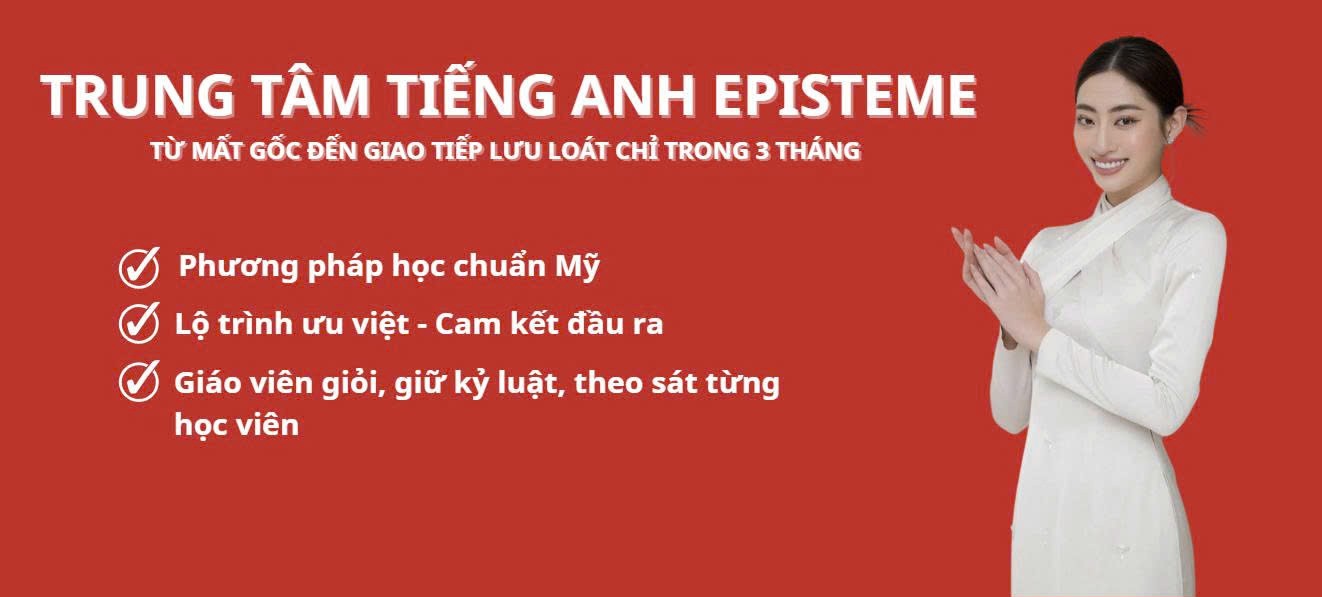 TRUNG TÂM TIẾNG ANH EPISTEME
TỪ MẤT GỐC ĐẾN GIAO TIẾP LƯU LOÁT CHỈ TRONG 3 THÁNG
Phương pháp học chuẩn Mỹ
Lộ trình ưu việt - Cam kết đầu ra
Giáo viên giỏi, giữ kỷ luật, theo sát từng
học viên